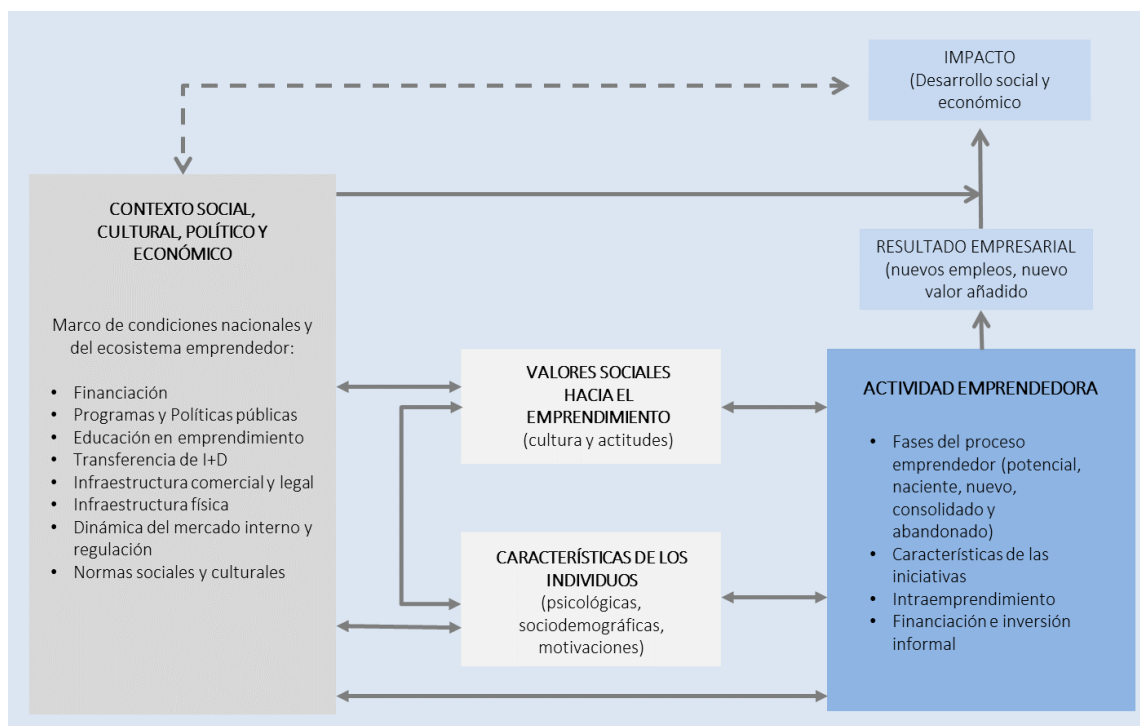 IMPACTO
(Desarrollo social y
económico
CONTEXTO SOCIAL,
CULTURAL, POLÍTICO Y
ECONÓMICO
Marco de condiciones nacionales y
del ecosistema emprendedor:
• Financiación
• Programas y Políticas públicas
• Educación en emprendimiento
• Transferencia de I+D
• Infraestructura comercial y legal
• Infraestructura física
• Dinámica del mercado interno y
regulación
• Normas sociales y culturales
VALORES SOCIALES
HACIA EL
EMPRENDIMIENTO
(cultura y actitudes)
CARACTERÍSTICAS DE LOS
INDIVIDUOS
(psicológicas,
sociodemográficas,
motivaciones)
RESULTADO EMPRESARIAL
(nuevos empleos, nuevo
valor añadido
ACTIVIDAD EMPRENDEDORA
• Fases del proceso
emprendedor (potencial,
naciente, nuevo,
consolidado y
abandonado)
• Características de las
iniciativas
• Intraemprendimiento
• Financiación e inversión
informal